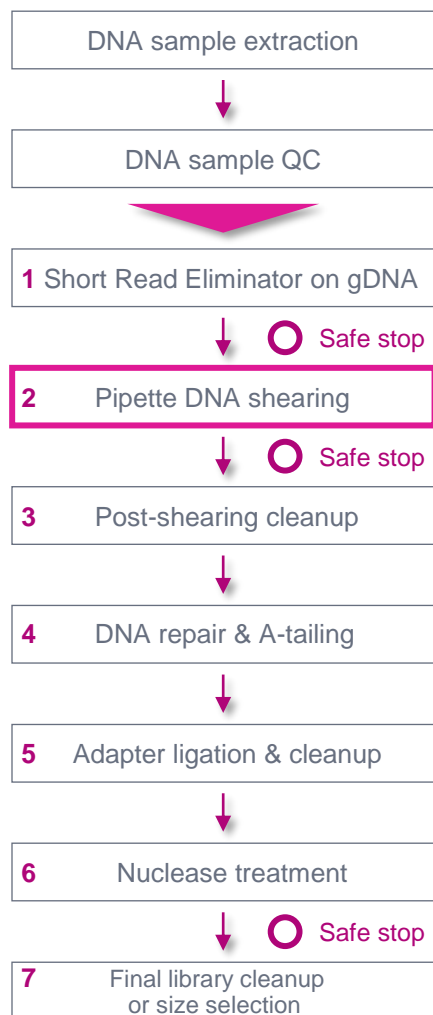 DNA sample extraction
DNA sample QC
1 Short Read Eliminator on gDNA
Safe stop
2 Pipette DNA shearing
Safe stop
3 Post-shearing cleanup
4 DNA repair & A-tailing
5 Adapter ligation & cleanup
6 Nuclease treatment
Safe stop
7 Final library cleanup
or size selection